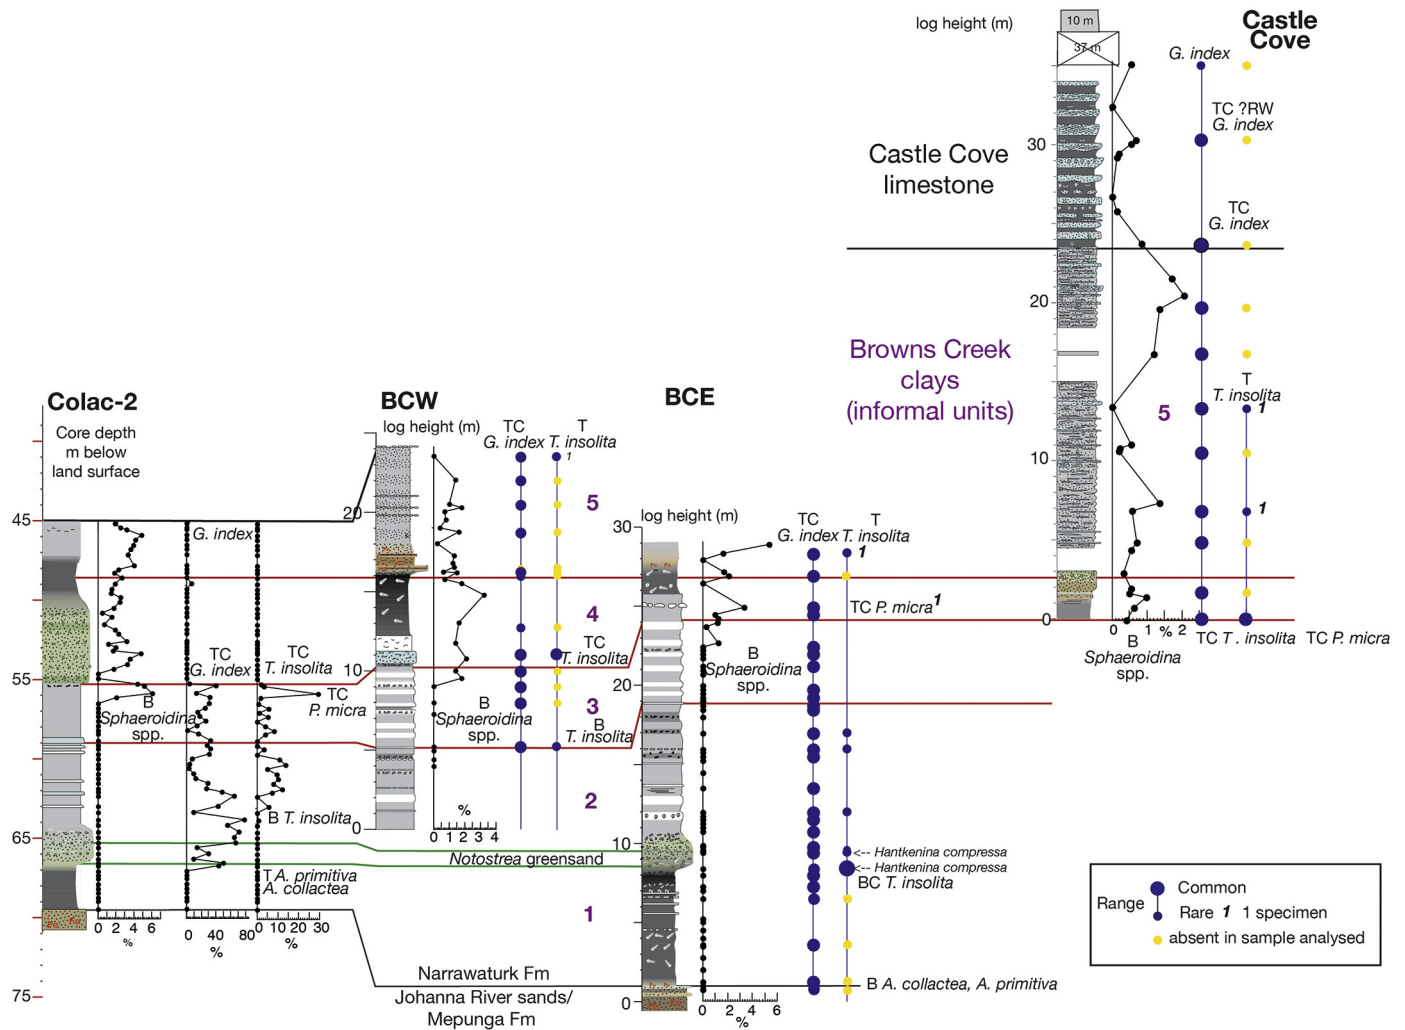 log height (m)
10 m
37 m
Castle
Cove
G. index
TC ?RW
G. index
30
Castle Cove
limestone
TC
G. index
20
Browns Creek
clays
(informal units)
T
T. insolita
5
1
10
1
0
0 1 % 2
B
Sphaeroidina
spp.
TC T . insolita
TC P. micra
Colac-2
Core depth
m below
land surface
45
55
65
75
G. index
TC
G. index
TC
T. insolita
TC
P. micra
B
Sphaeroidina
spp.
B T. insolita
T A. primitiva
A. collactea
0 2 4 6
%
0 40 80
%
0 10 20 30
%
BCW
log height (m)
TC
G. index
T
T. insolita
1
20
10
0
5
4
TC
T. insolita
3
B
T. insolita
2
B
Sphaeroidina
spp.
%
0 1 2 3 4
Notostrea greensand
1
Narrawaturk Fm
Johanna River sands/
Mepunga Fm
BCE
log height (m)
30
20
10
0
TC
G. index
T
T. insolita
1
TC P. micra 1
B
Sphaeroidina
spp.
<-- Hantkenina compressa
<-- Hantkenina compressa
BC T. insolita
B A. collactea, A. primitiva
0 2 4 6
%
Range
Common
Rare 1 1 specimen
absent in sample analysed